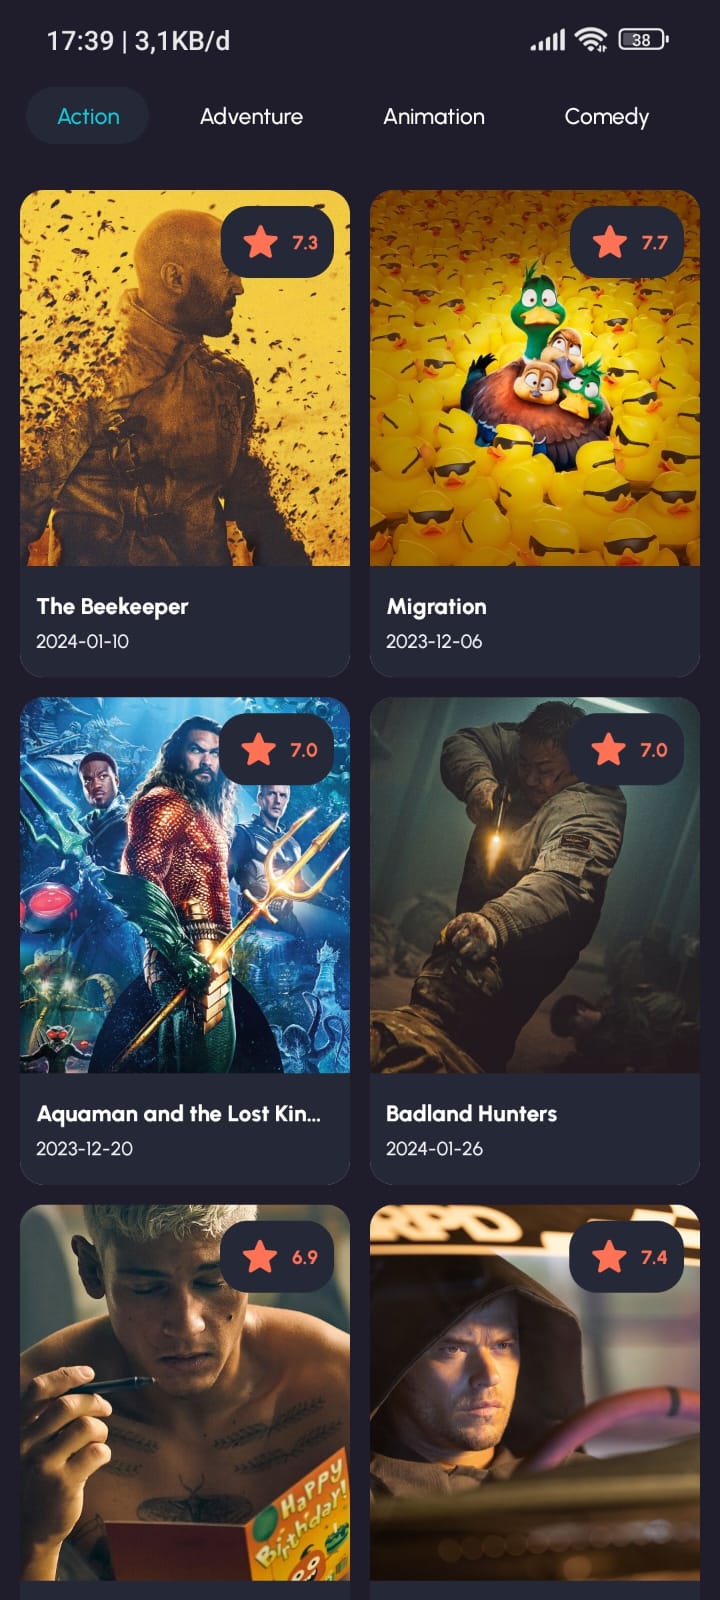 17:39 | 3,1KB/d
38
Action
Adventure
Animation
Comedy
7.3
7.7
The Beekeeper
2024-01-10
Migration
2023-12-06
7.0
7.0
Aquaman and the Lost Kin...
2023-12-20
Badland Hunters
2024-01-26
6.9
7.4
RPD
Happy
Birthday!